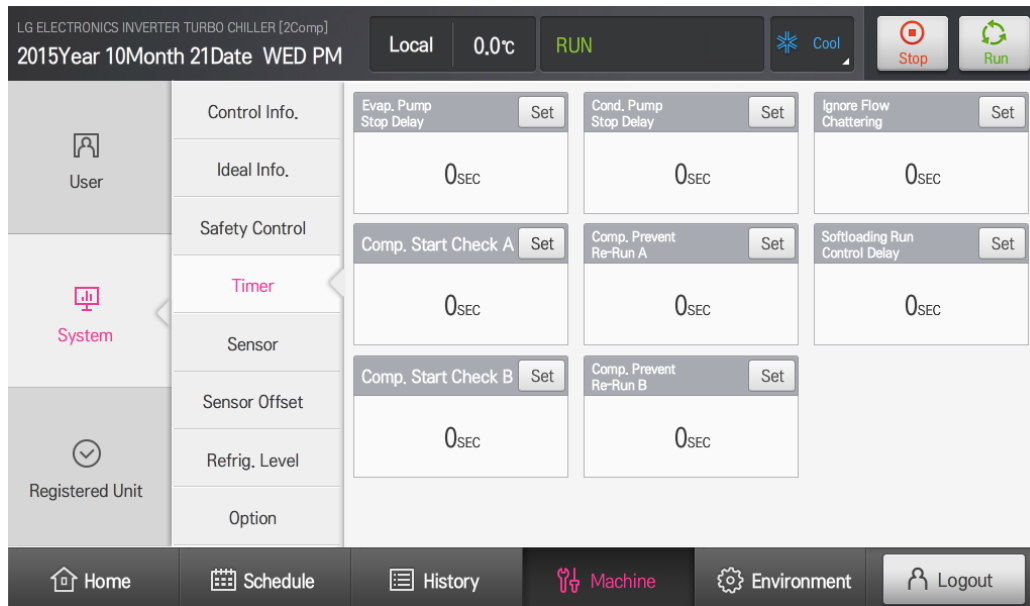 LG ELECTRONICS INVERTER TURBO CHILLER [2Comp]
2015Year 10Month 21Date WED PM
Local
0.0℃
RUN
Cool
Stop
Run
User
System
Registered Unit
Control Info.
Ideal Info.
Safety Control
Timer
Sensor
Sensor Offset
Refrig. Level
Option
Evap. Pump
Stop Delay
Set
0SEC
Cond. Pump
Stop Delay
Set
0SEC
Ignore Flow
Chattering
Set
0SEC
Comp. Start Check A
Set
0SEC
Comp. Prevent
Re-Run A
Set
0SEC
Softloading Run
Control Delay
Set
0SEC
Comp. Start Check B
Set
0SEC
Comp. Prevent
Re-Run B
Set
0SEC
Home
Schedule
History
Machine
Environment
Logout